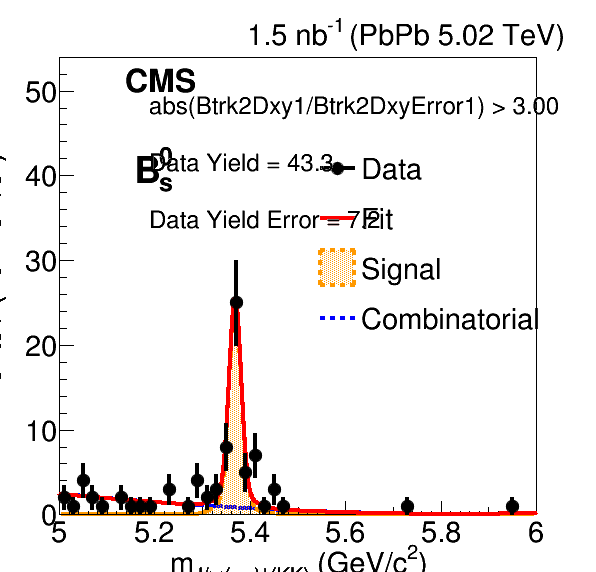 1.5 nb-1 (PbPb 5.02 TeV)
CMS
abs(Btrk2Dxy1/Btrk2DxyError1) > 3.00
B0s
Data Yield = 43.3
Data
Data Yield Error = 7.2
Fit
Signal
Combinatorial
50
40
30
20
10
0
5 5.2 5.4 5.6 5.8 6
(GeV/c2)